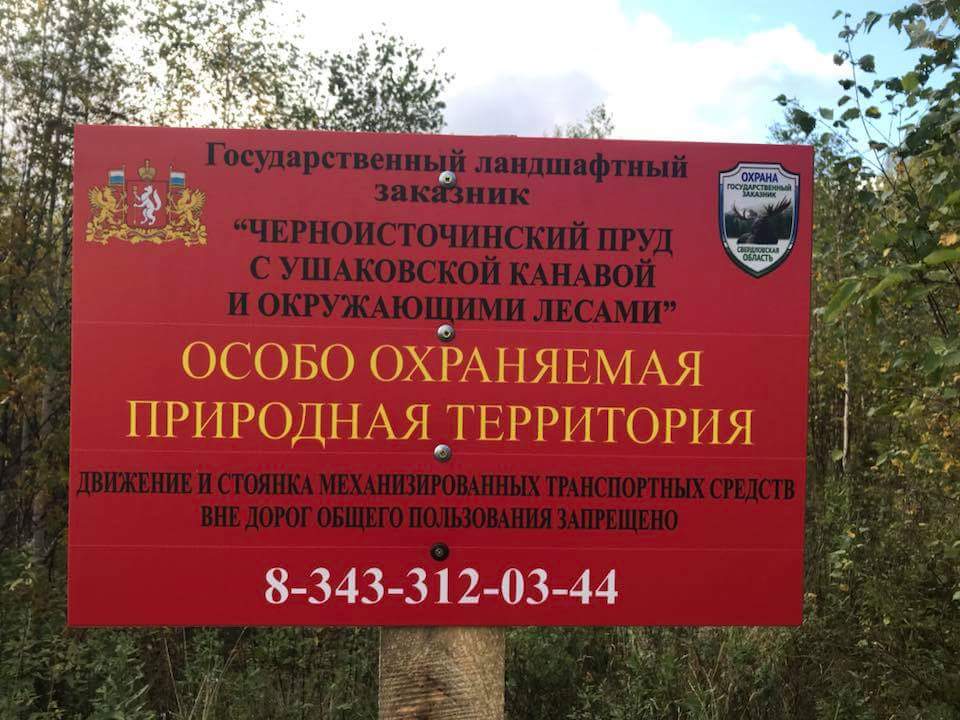 Государственный ландшафтный
заказник
“ЧЕРНОИСТОЧИНСКИЙ ПРУД
С УШАКОВСКОЙ КАНАВОЙ
И ОКРУЖАЮЩИМИ ЛЕСАМИ”
ОХРАНА
ГОСУДАРСТВЕННЫЙ
ЗАКАЗНИК
СВЕРДЛОВСКАЯ
ОБЛАСТЬ
ОСОБО ОХРАНЯЕМАЯ
ПРИРОДНАЯ ТЕРРИТОРИЯ
ДВИЖЕНИЕ И СТОЯНКА МЕХАНИЗИРОВАННЫХ ТРАНСПОРТНЫХ СРЕДСТВ
ВНЕ ДОРОГ ОБЩЕГО ПОЛЬЗОВАНИЯ ЗАПРЕЩЕНО
8-343-312-03-44